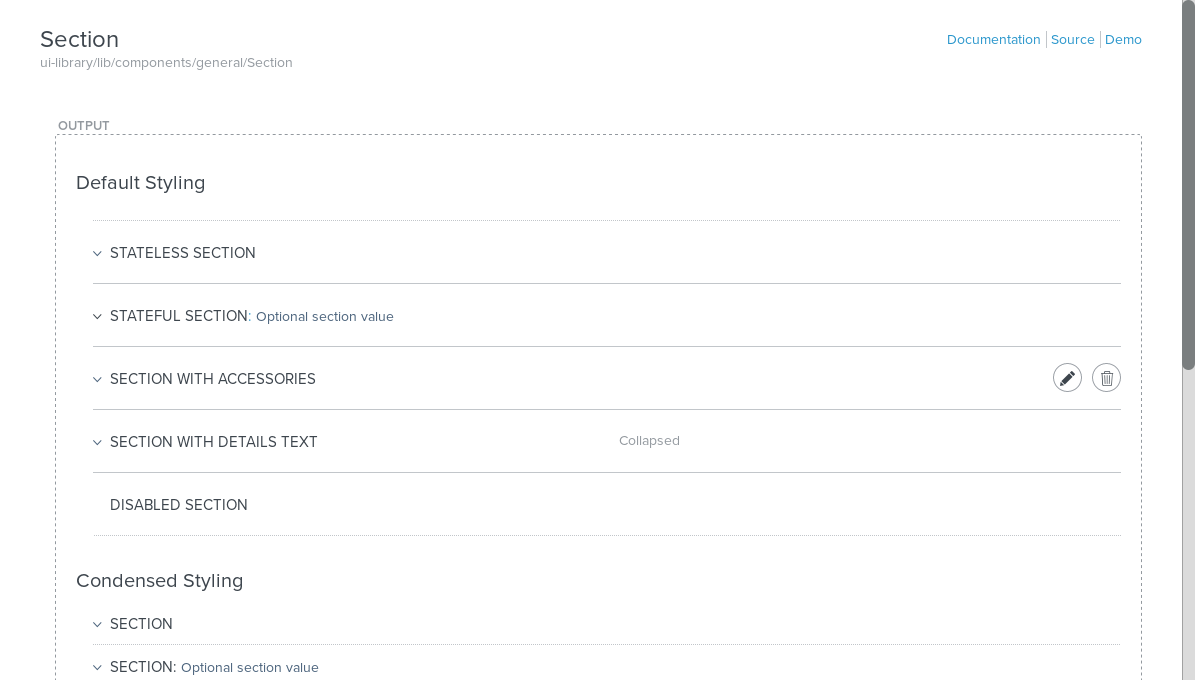 Section
Documentation Source Demo
ui-library/lib/components/general/Section
OUTPUT
Default Styling
STATELESS SECTION
STATEFUL SECTION: Optional section value
SECTION WITH ACCESSORIES
SECTION WITH DETAILS TEXT Collapsed
DISABLED SECTION
Condensed Styling
SECTION
SECTION: Optional section value